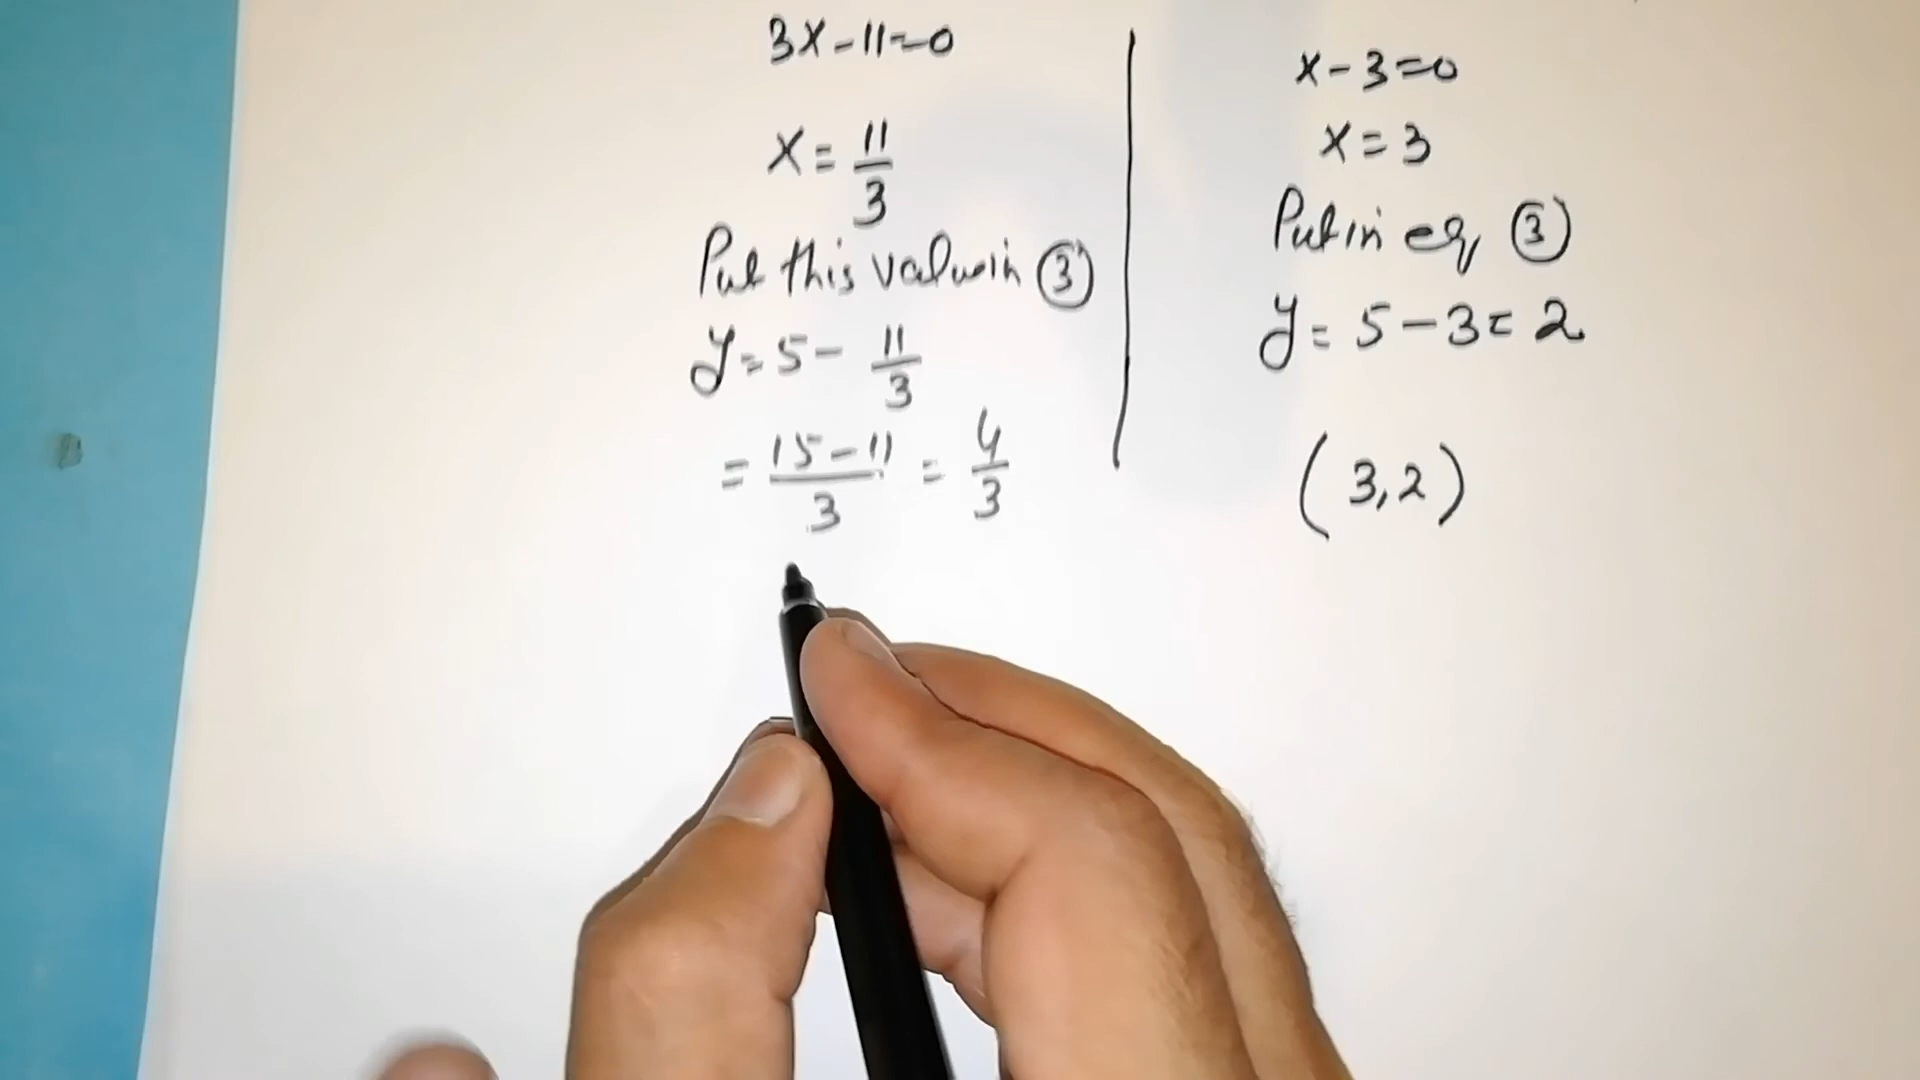 3x-11=0
x = 11/3
Put this value in ③
y = 5 - 11/3
= 15-11/3 = 4/3
x-3=0
x = 3
Put in eq ③
y = 5-3 = 2
(3,2)